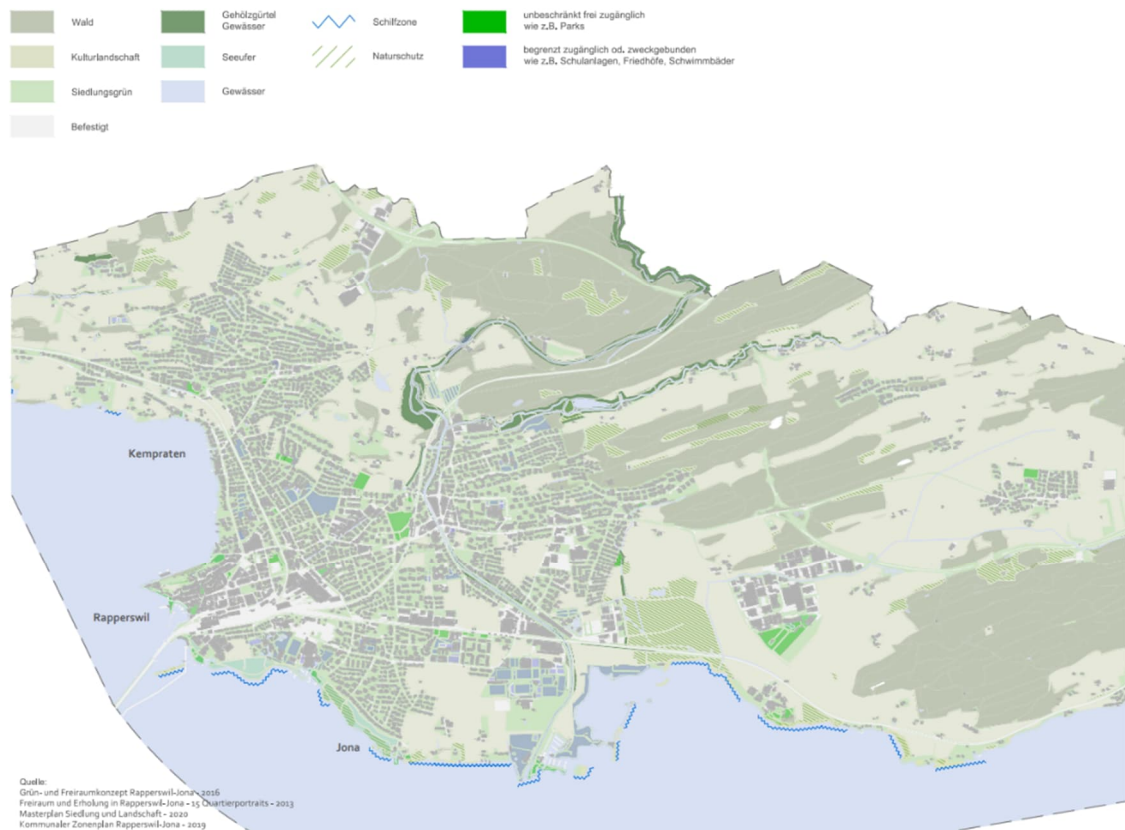 Wald
Gehölzgürtel
Gewässer
Schilfzone
unbeschränkt frei zugänglich
wie z.B. Parks
Kulturlandschaft
Seeufer
Naturschutz
begrenzt zugänglich od. zweckgebunden
wie z.B. Schulanlagen, Friedhöfe, Schwimmbäder
Siedlungsgrün
Gewässer
Befestigt
Kempraten
Rapperswil
Jona
Quelle:
Grün- und Freiraumkonzept Rapperswil-Jona - 2016
Freiraum und Erholung in Rapperswil-Jona - 15 Quartierportraits - 2013
Masterplan Siedlung und Landschaft - 2020
Kommunaler Zonenplan Rapperswil-Jona - 2019